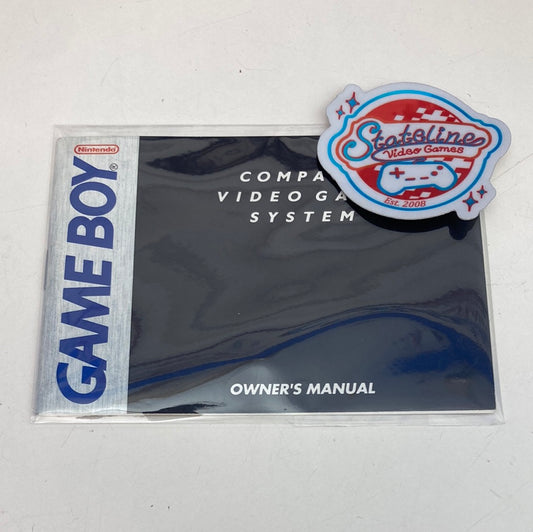 Nintendo
GAME BOY®
COMPA
VIDEO GA
SYSTEM
OWNER'S MANUAL
Stateline
Video Games
Est. 2008